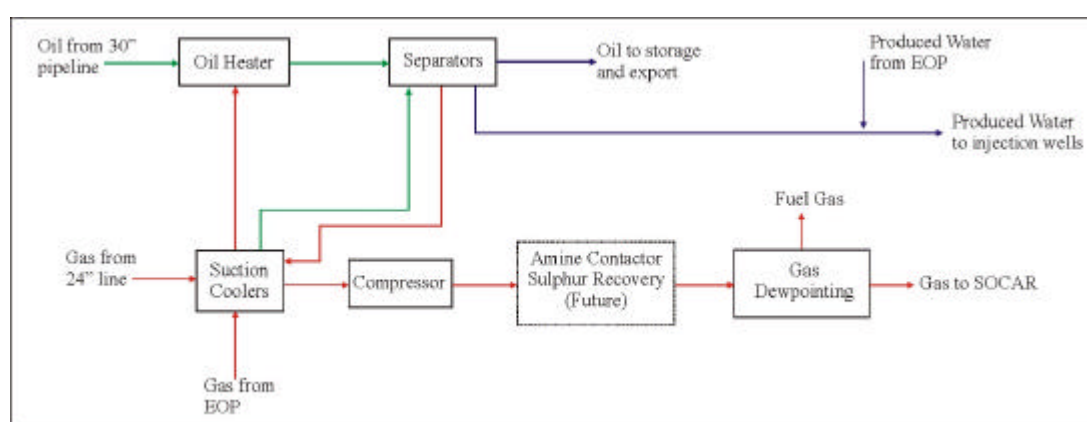 Oil from 30”
pipeline
Oil Heater
Separators
Oil to storage
and export
Produced Water
from EOP
Produced Water
to injection wells
Fuel Gas
Gas from
24” line
Suction
Coolers
Compressor
Amine Contactor
Sulphur Recovery
(Future)
Gas
Dewpointing
Gas to SOCAR
Gas from
EOP